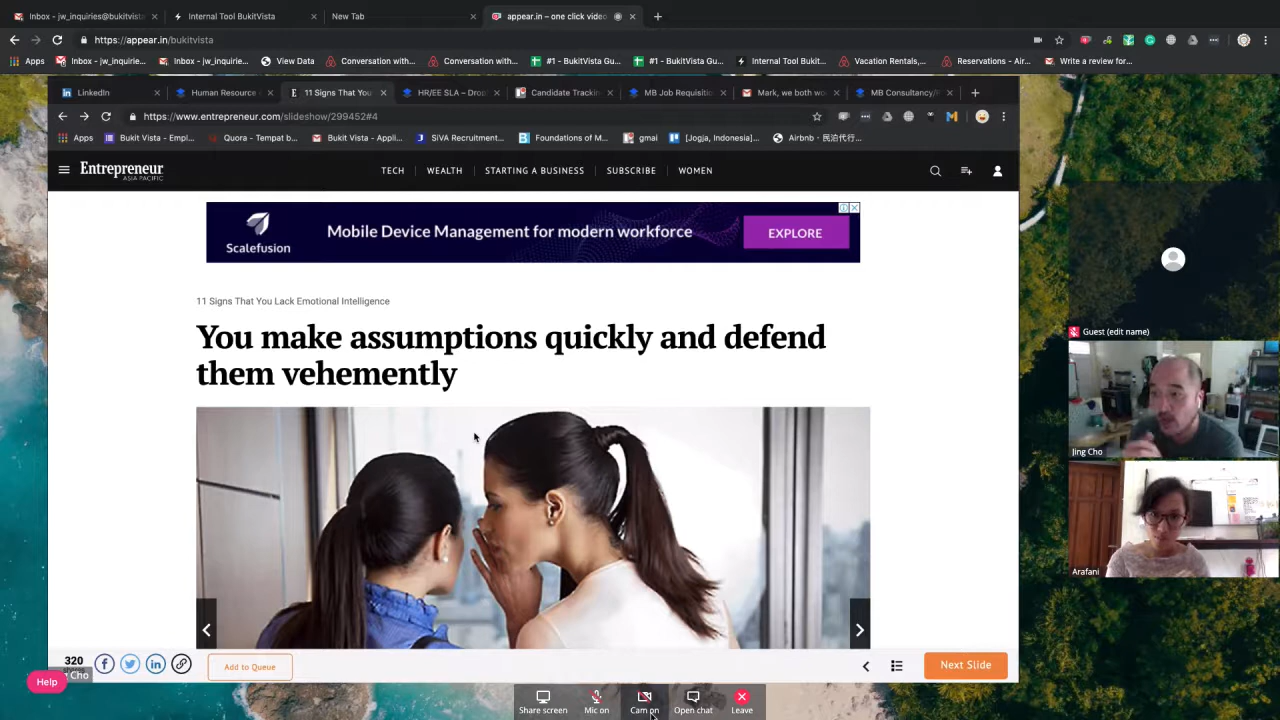 Inbox - jw_inquiries@bukitvista
Internal Tool BukitVista
New Tab
appear.in – one click video
https://appear.in/bukitvista
Apps
Inbox - jw_inquirie...
Inbox - jw_inquirie...
View Data
Conversation with...
Conversation with...
#1 - BukitVista Gu...
#1 - BukitVista Gu...
Internal Tool Bukit...
Vacation Rentals,...
Reservations - Air...
Write a review for...
LinkedIn
Human Resource
11 Signs That You
HR/EE SLA – Drop
Candidate Trackin
MB Job Requisiti
Mark, we both wo
MB Consultancy/
https://www.entrepreneur.com/slideshow/299452#4
Apps
Bukit Vista - Empl...
Quora - Tempat b...
Bukit Vista - Appli...
SiVA Recruitment...
Foundations of M...
gmai
[Jogja, Indonesia]...
Airbnb - 民泊代行...
Entrepreneur
ASIA PACIFIC
TECH
WEALTH
STARTING A BUSINESS
SUBSCRIBE
WOMEN
Scalefusion
Mobile Device Management for modern workforce
EXPLORE
11 Signs That You Lack Emotional Intelligence
You make assumptions quickly and defend
them vehemently
Guest (edit name)
Jing Cho
Arafani
320
Cho
Add to Queue
Next Slide
Help
Share screen
Mic on
Cam on
Open chat
Leave